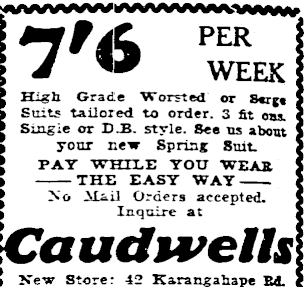 7'6 PER
WEEK
High Grade Worsted or Serge
Suits tailored to order. 3 fit ons.
Single or D.B. style. See us about
your new Spring Suit.
PAY WHILE YOU WEAR
— THE EASY WAY —
No Mail Orders accepted.
Inquire at
Caudwells
New Store: 42 Karangahape Rd.